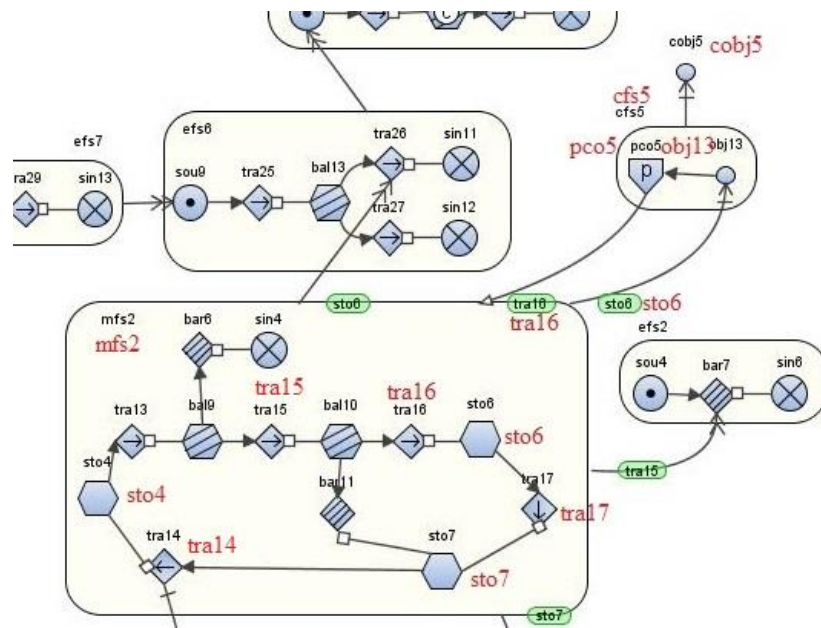 C
cobj5 cobj5
cfs5
cfs5
efs7
efs6
tra26
sin11
pco5 pco5 obj13 obj13
P
ra29
sin13
sou9
tra25
bal13
tra27
sin12
sto6
tra16
sto6 sto6
tra16
mfs2
mfs2
bar6
sin4
efs2
tra15
tra16
sou4
bar7
sin6
tra13
bal9
tra15
bal10
tra16
sto6
sto6
sto4
sto4
bar11
tra17
tra17
tra15
tra14
tra14
sto7
sto7
sto7